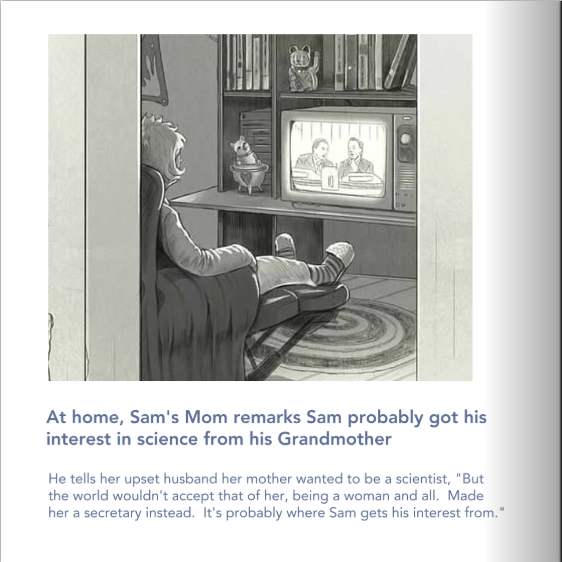 At home, Sam's Mom remarks Sam probably got his
interest in science from his Grandmother
He tells her upset husband her mother wanted to be a scientist, "But
the world wouldn't accept that of her, being a woman and all.  Made
her a secretary instead.  It's probably where Sam gets his interest from."